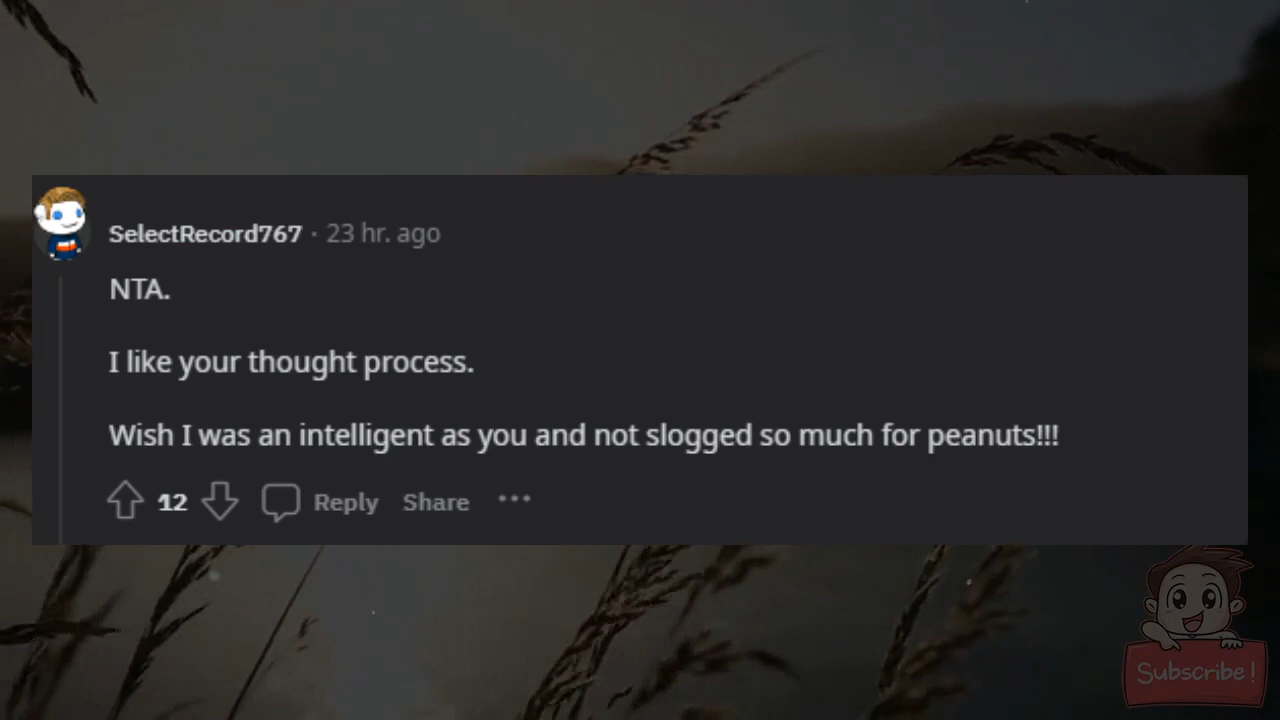 SelectRecord767 · 23 hr. ago
NTA.
I like your thought process.
Wish I was an intelligent as you and not slogged so much for peanuts!!!
12 Reply Share ···
Subscribe!